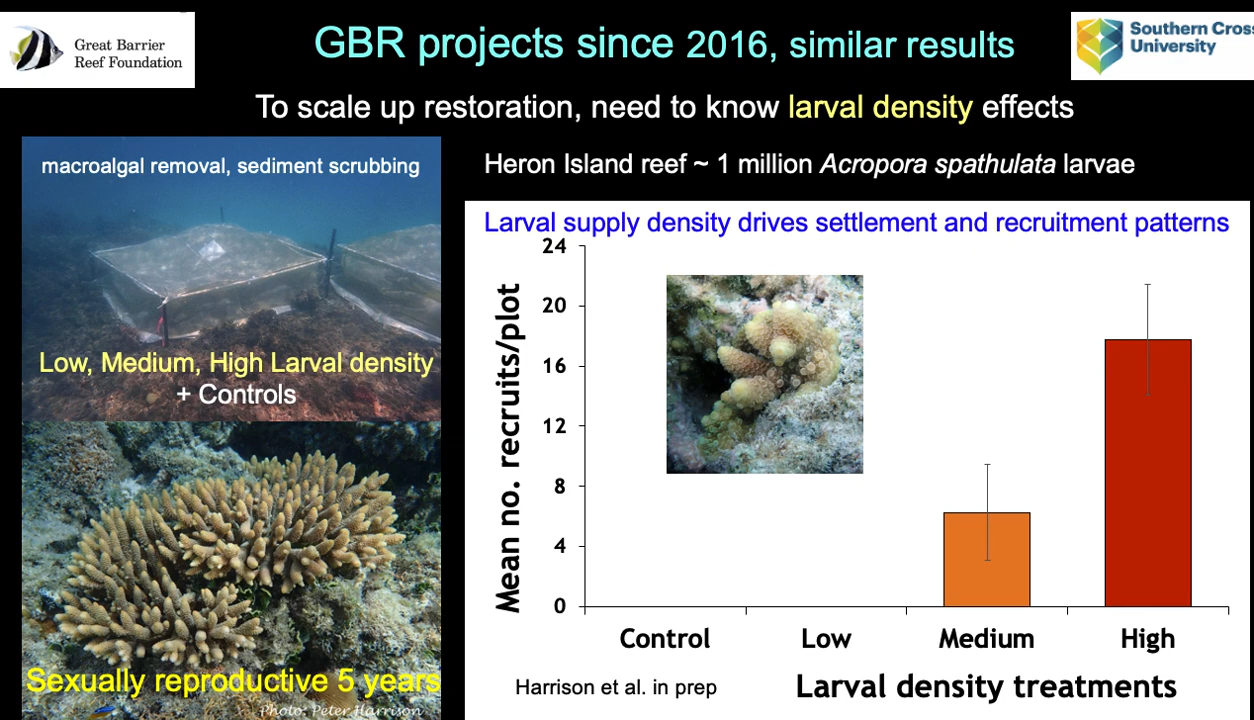 Great Barrier
Reef Foundation
GBR projects since 2016, similar results
Southern Cross
University
To scale up restoration, need to know larval density effects
macroalgal removal, sediment scrubbing
Low, Medium, High Larval density
+ Controls
Sexually reproductive 5 years
Photo: Peter Harrison
Heron Island reef ~ 1 million Acropora spathulata larvae
Larval supply density drives settlement and recruitment patterns
Mean no. recruits/plot
24
20
16
12
8
4
0
Control Low Medium High
Harrison et al. in prep
Larval density treatments